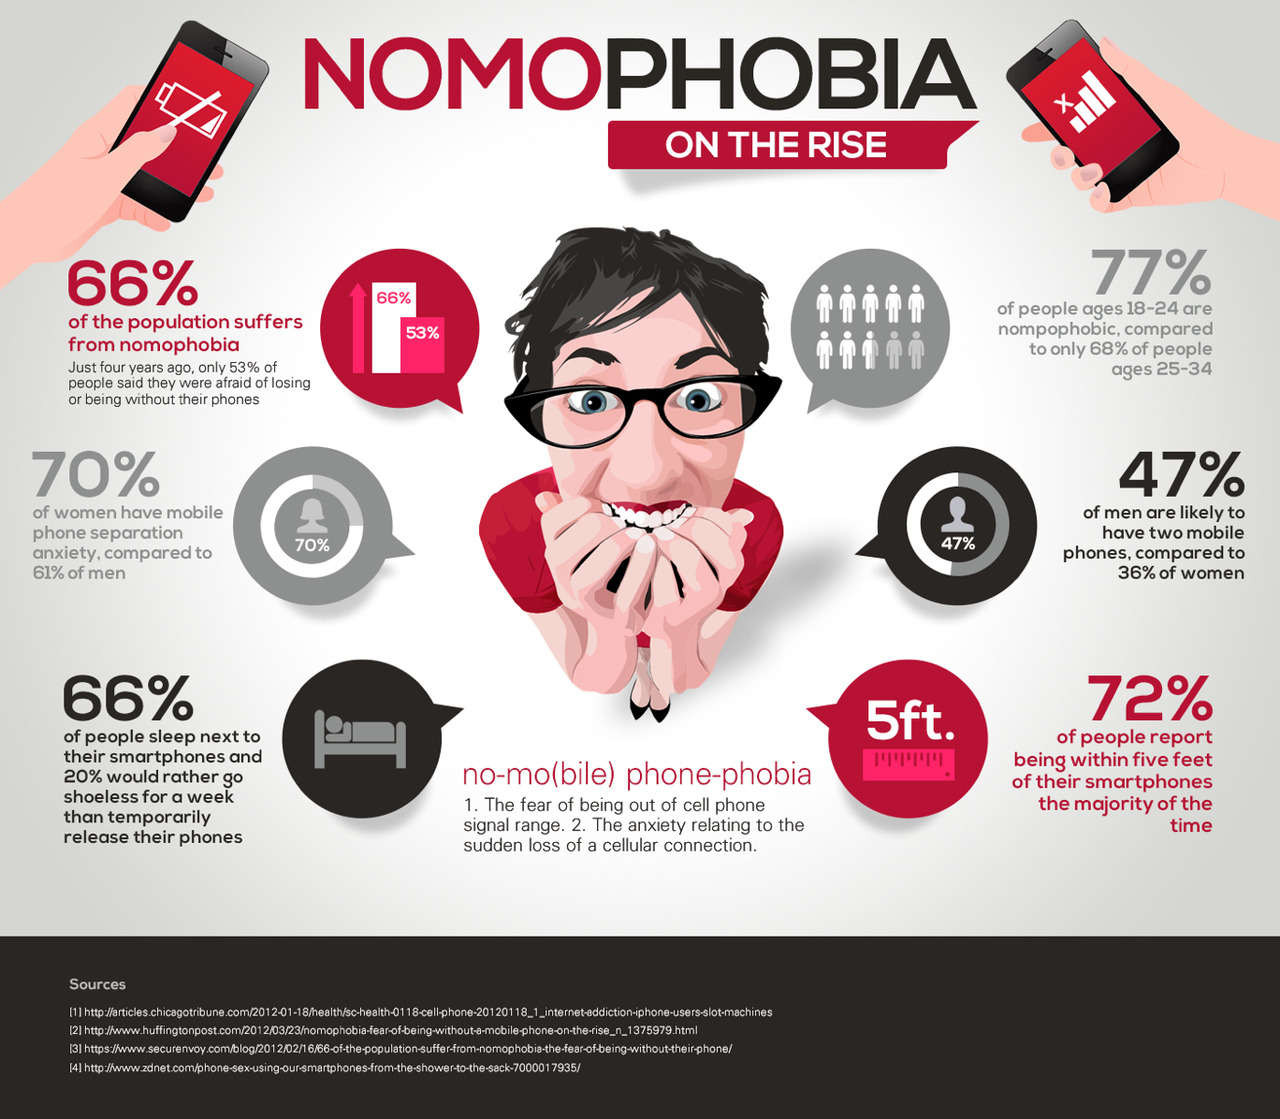 NOMOPHOBIA
ON THE RISE
66%
of the population suffers
from nomophobia
Just four years ago, only 53% of
people said they were afraid of losing
or being without their phones
66%
53%
77%
of people ages 18-24 are
nompophobic, compared
to only 68% of people
ages 25-34
70%
of women have mobile
phone separation
anxiety, compared to
61% of men
70%
47%
47%
of men are likely to
have two mobile
phones, compared to
36% of women
66%
of people sleep next to
their smartphones and
20% would rather go
shoeless for a week
than temporarily
release their phones
no-mo(bile) phone-phobia
1. The fear of being out of cell phone
signal range. 2. The anxiety relating to the
sudden loss of a cellular connection.
5ft.
72%
of people report
being within five feet
of their smartphones
the majority of the
time
Sources
[1] http://articles.chicagotribune.com/2012-01-18/health/sc-health-0118-cell-phone-20120118_1_internet-addiction-iphone-users-slot-machines
[2] http://www.huffingtonpost.com/2012/03/23/nomophobia-fear-of-being-without-a-mobile-phone-on-the-rise_n_1375979.html
[3] https://www.securenvoy.com/blog/2012/02/16/66-of-the-population-suffer-from-nomophobia-the-fear-of-being-without-their-phone/
[4] http://www.zdnet.com/phone-sex-using-our-smartphones-from-the-shower-to-the-sack-7000017935/